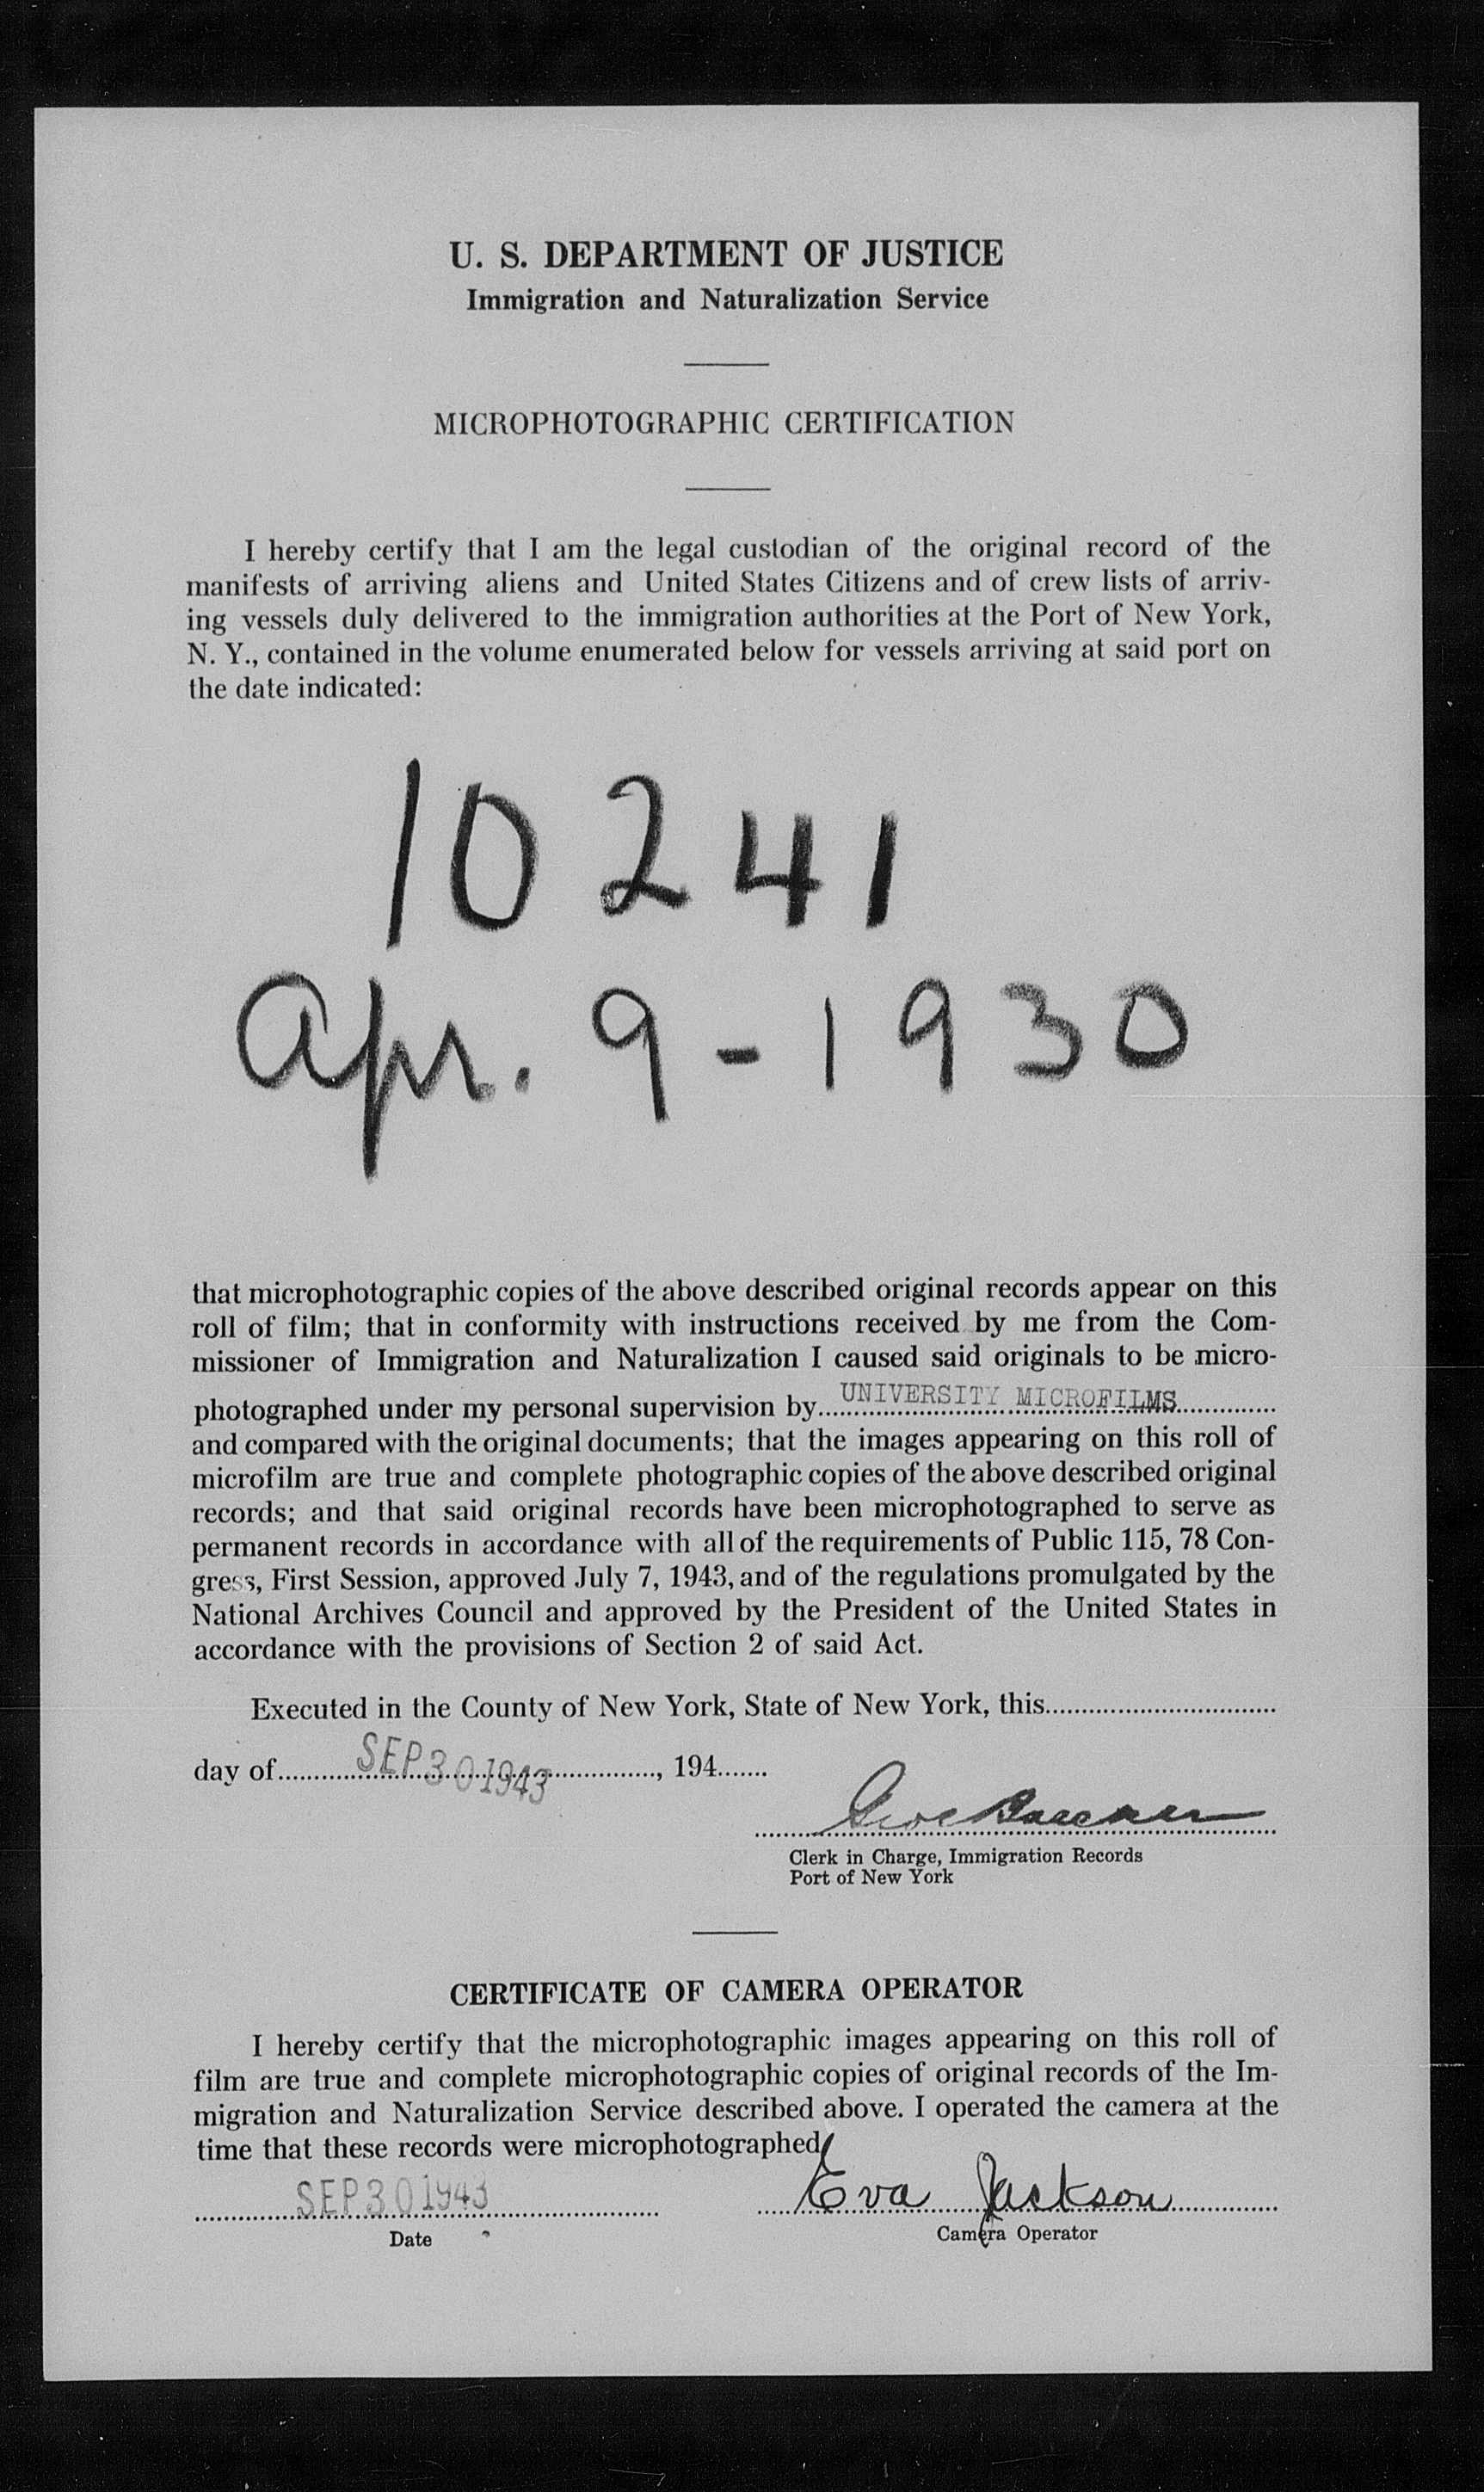 U. S. DEPARTMENT OF JUSTICE
Immigration and Naturalization Service
MICROPHOTOGRAPHIC CERTIFICATION
I hereby certify that I am the legal custodian of the original record of the
manifests of arriving aliens and United States Citizens and of crew lists of arriv-
ing vessels duly delivered to the immigration authorities at the Port of New York,
N. Y., contained in the volume enumerated below for vessels arriving at said port on
the date indicated:
10241
Apr. 9-1930
that microphotographic copies of the above described original records appear on this
roll of film; that in conformity with instructions received by me from the Com-
missioner of Immigration and Naturalization I caused said originals to be micro-
photographed under my personal supervision by UNIVERSITY MICROFILMS
and compared with the original documents; that the images appearing on this roll of
microfilm are true and complete photographic copies of the above described original
records; and that said original records have been microphotographed to serve as
permanent records in accordance with all of the requirements of Public 115, 78 Con-
gress, First Session, approved July 7, 1943, and of the regulations promulgated by the
National Archives Council and approved by the President of the United States in
accordance with the provisions of Section 2 of said Act.
Executed in the County of New York, State of New York, this
day of SEP 30 1943, 194
Clerk in Charge, Immigration Records
Port of New York
CERTIFICATE OF CAMERA OPERATOR
I hereby certify that the microphotographic images appearing on this roll of
film are true and complete microphotographic copies of original records of the Im-
migration and Naturalization Service described above. I operated the camera at the
time that these records were microphotographed
SEP 30 1943 Eva Jackson
Date Camera Operator